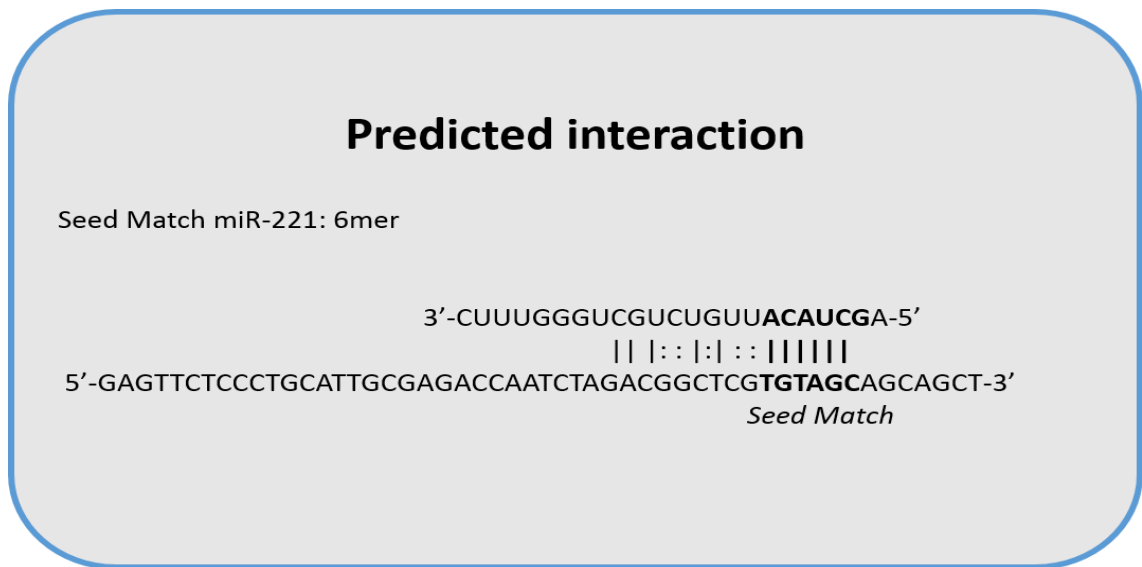 Predicted interaction
Seed Match miR-221: 6mer
3’-CUUUGGGUCGUCUGUUACAUCGA-5’
|| |: : |:| : : ||||||
5’-GAGTTCTCCCTGCATTGCGAGACCAATCTAGACGGCTCGTGTAGCAGCAGCT-3’
Seed Match